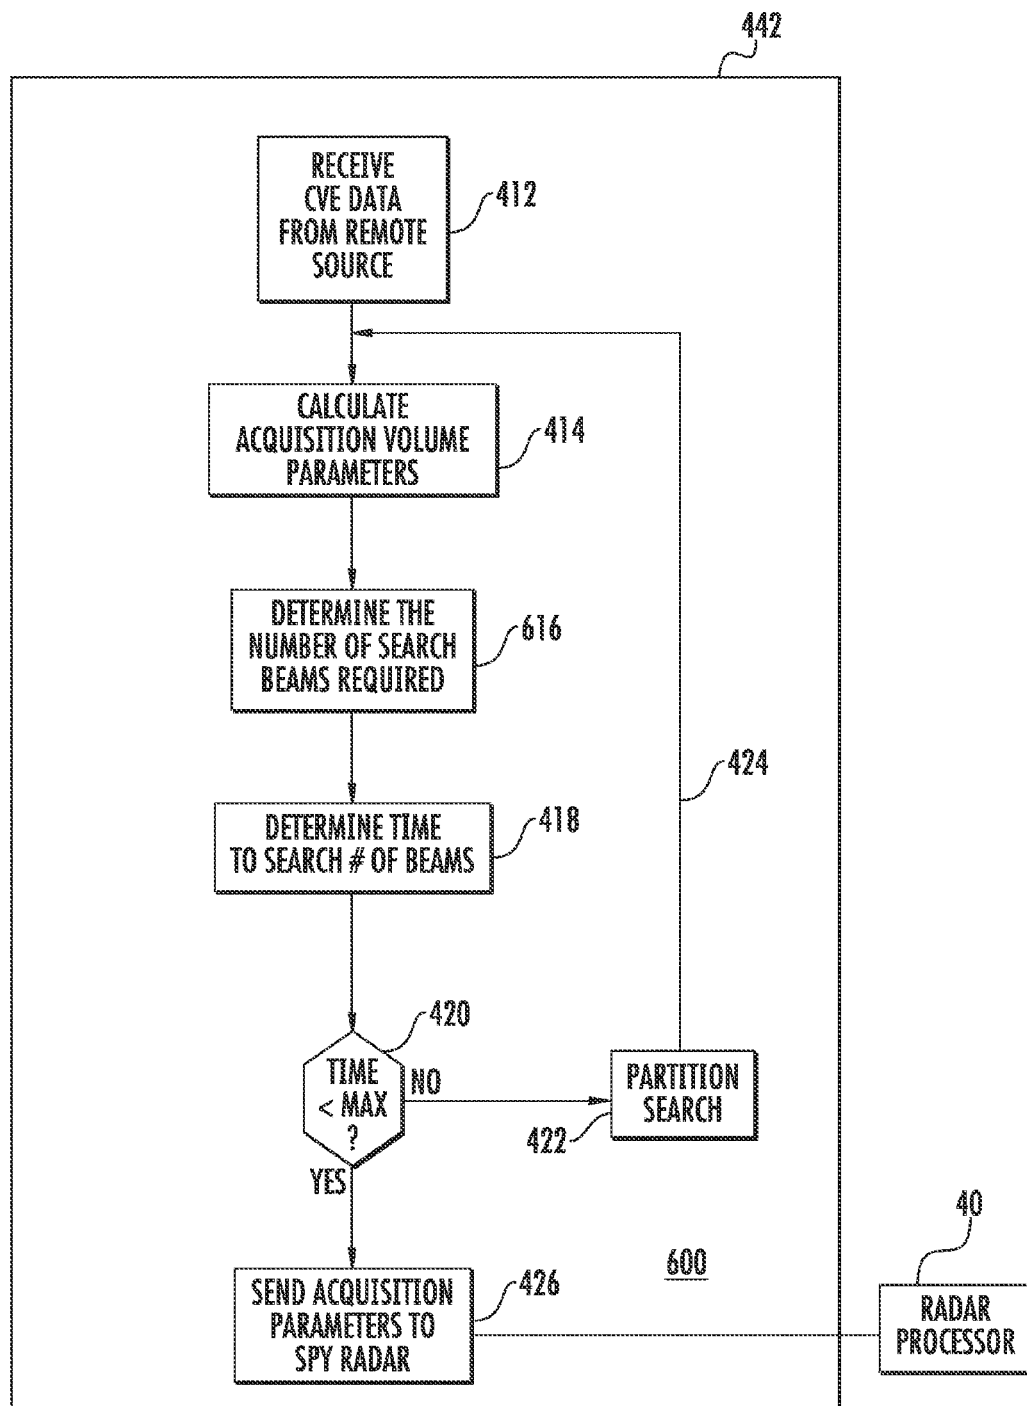 442
RECEIVE
CVE DATA
FROM REMOTE
SOURCE
412
CALCULATE
ACQUISITION VOLUME
PARAMETERS
414
DETERMINE THE
NUMBER OF SEARCH
BEAMS REQUIRED
616
424
DETERMINE TIME
TO SEARCH # OF BEAMS
418
420
TIME
< MAX
?
NO
YES
PARTITION
SEARCH
422
600
40
SEND ACQUISITION
PARAMETERS TO
SPY RADAR
426
RADAR
PROCESSOR